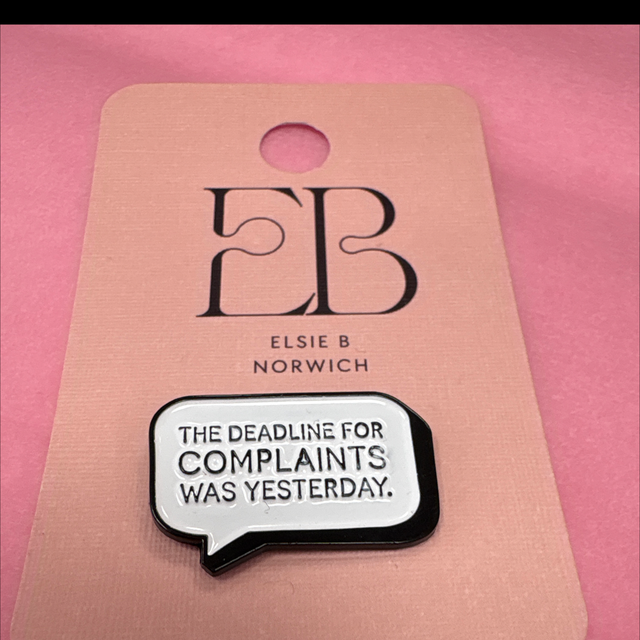 EB
ELSIE B
NORWICH
THE DEADLINE FOR
COMPLAINTS
WAS YESTERDAY.